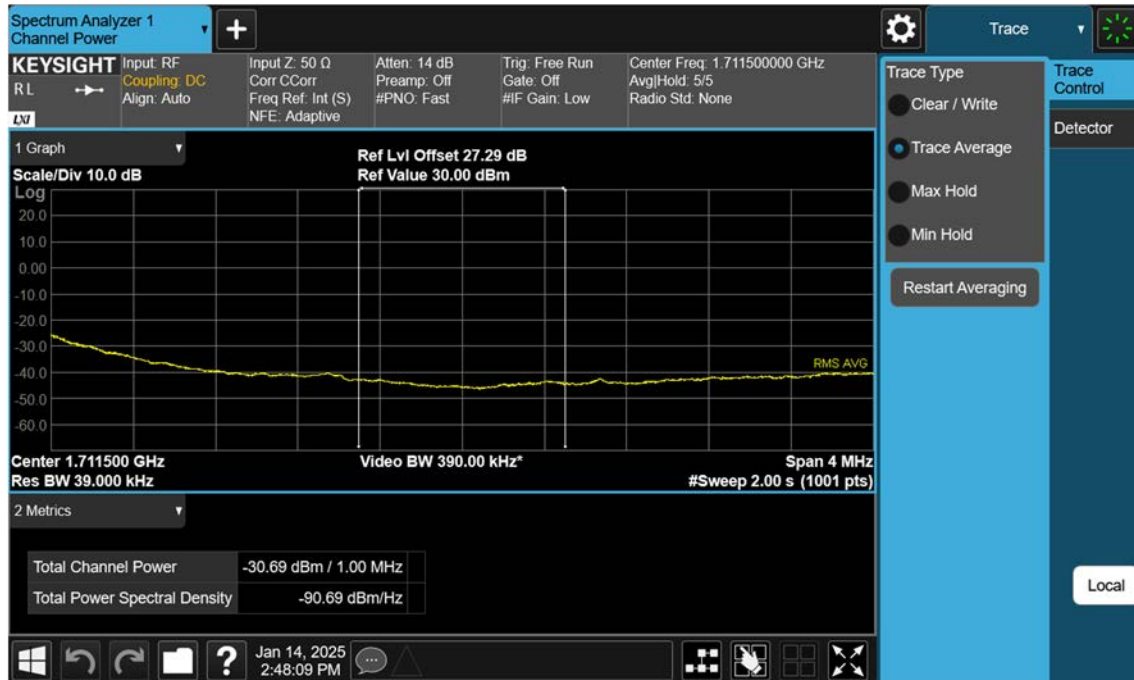 Spectrum Analyzer 1
Channel Power
+
Trace
KEYSIGHT
RL
LXI
Input: RF
Coupling: DC
Align: Auto
Input Z: 50 Ω
Corr CCorr
Freq Ref: Int (S)
NFE: Adaptive
Atten: 14 dB
Preamp: Off
#PNO: Fast
Trig: Free Run
Gate: Off
#IF Gain: Low
Center Freq: 1.711500000 GHz
Avg|Hold: 5/5
Radio Std: None
Trace Type
Clear / Write
Trace Average
Max Hold
Min Hold
Restart Averaging
Trace
Control
Detector
Local
1 Graph
Scale/Div 10.0 dB
Ref Lvl Offset 27.29 dB
Ref Value 30.00 dBm
Log
20.0
10.0
0.00
-10.0
-20.0
-30.0
-40.0
-50.0
-60.0
RMS AVG
Center 1.711500 GHz
Video BW 390.00 kHz*
Span 4 MHz
Res BW 39.000 kHz
#Sweep 2.00 s (1001 pts)
2 Metrics
Total Channel Power -30.69 dBm / 1.00 MHz
Total Power Spectral Density -90.69 dBm/Hz
?
Jan 14, 2025
2:48:09 PM